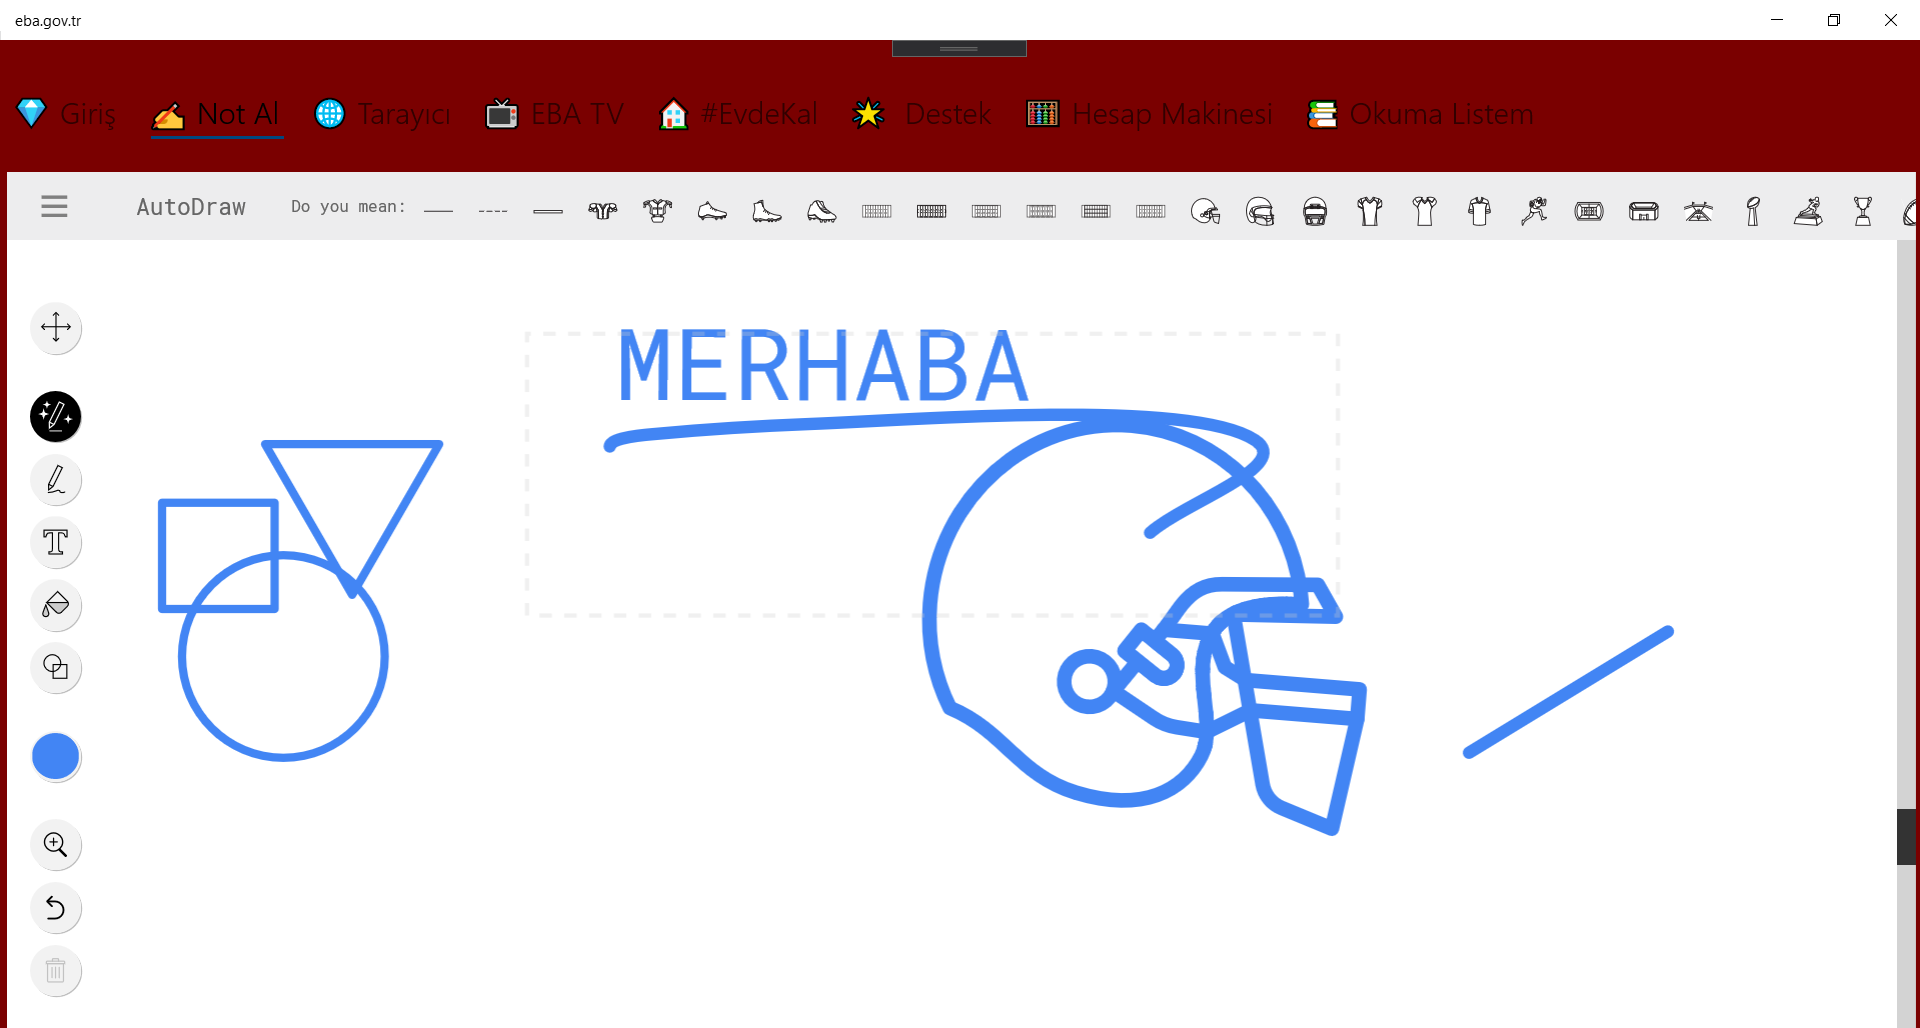 eba.gov.tr
Giriş Not Al Tarayıcı EBA TV #EvdeKal Destek Hesap Makinesi Okuma Listem
AutoDraw Do you mean:
MERHABA
T